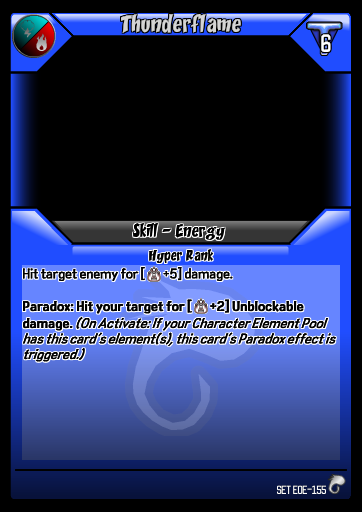 Thunderflame
6
Skill - Energy
Hyper Rank
Hit target enemy for [ +5] damage.
Paradox: Hit your target for [ +2] Unblockable
damage. (On Activate: If your Character Element Pool
has this card's element(s), this card's Paradox effect is
triggered.)
SET EOE-155